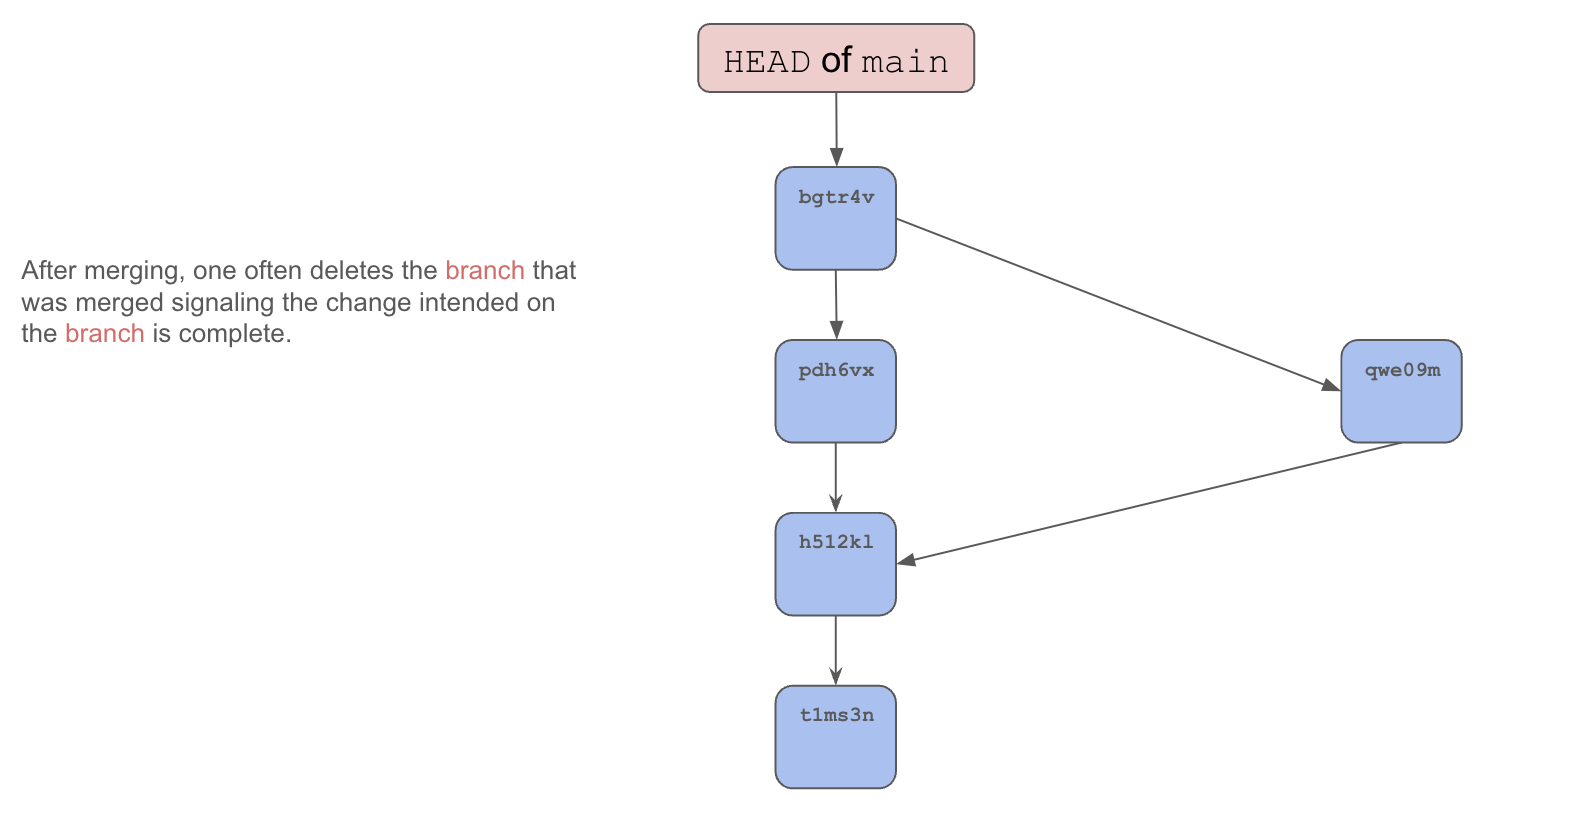 HEAD of main
bgtr4v
After merging, one often deletes the branch that
was merged signaling the change intended on
the branch is complete.
pdh6vx
qwe09m
h512kl
t1ms3n